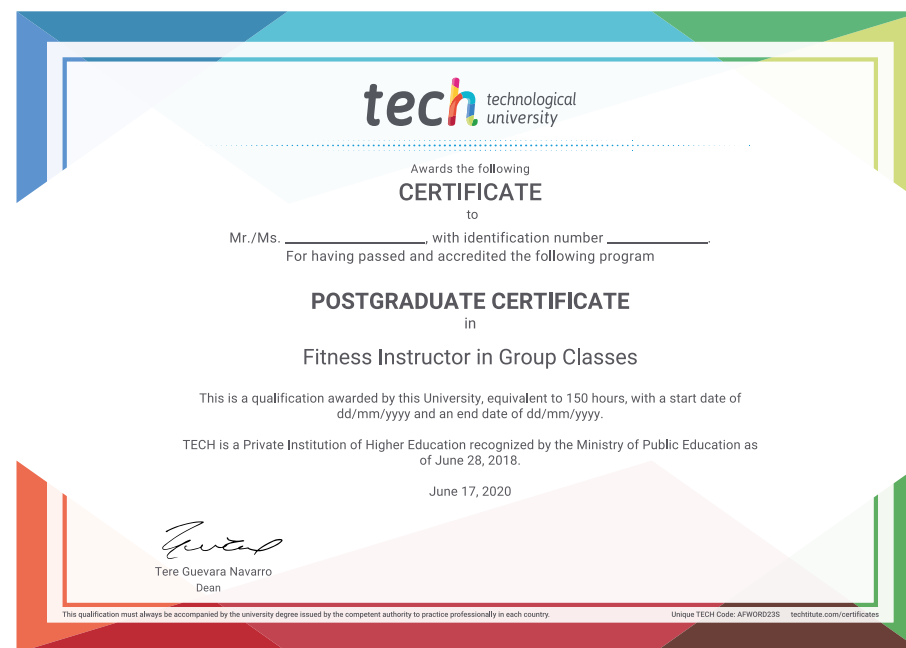 tech technological
university
Awards the following
CERTIFICATE
to
Mr./Ms. ____________________, with identification number ______________.
For having passed and accredited the following program
POSTGRADUATE CERTIFICATE
in
Fitness Instructor in Group Classes
This is a qualification awarded by this University, equivalent to 150 hours, with a start date of
dd/mm/yyyy and an end date of dd/mm/yyyy.
TECH is a Private Institution of Higher Education recognized by the Ministry of Public Education as
of June 28, 2018.
June 17, 2020
Tere Guevara Navarro
Dean
This qualification must always be accompanied by the university degree issued by the competent authority to practice professionally in each country. Unique TECH Code: AFWORD23S techtitute.com/certificates